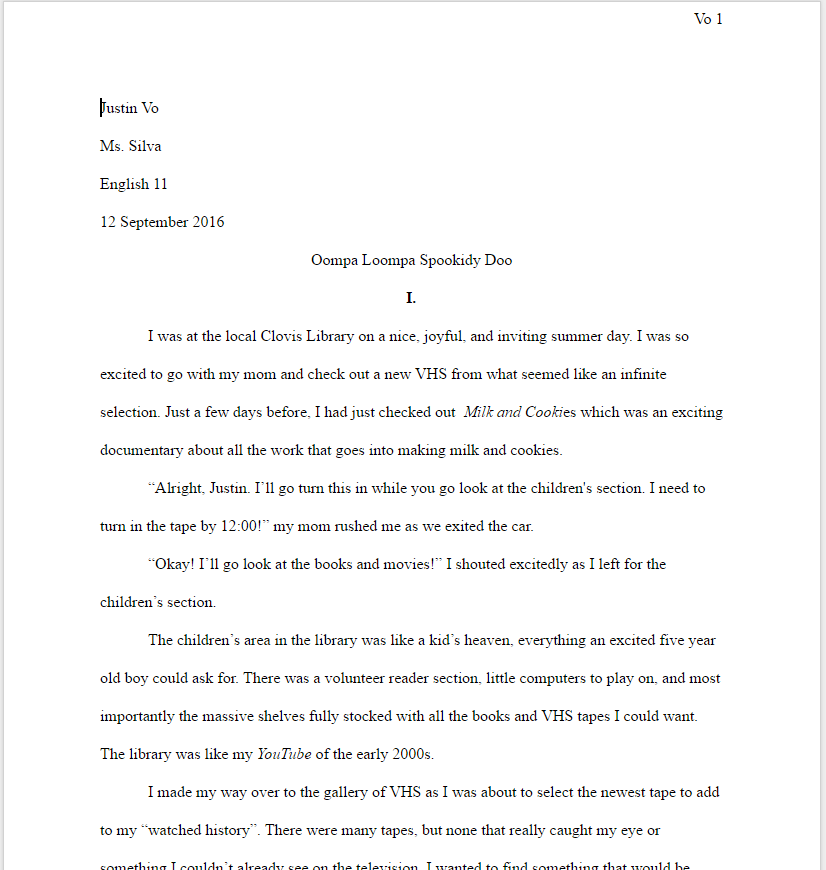 Vo 1
Justin Vo
Ms. Silva
English 11
12 September 2016
Oompa Loompa Spookidy Doo
I.
I was at the local Clovis Library on a nice, joyful, and inviting summer day. I was so
excited to go with my mom and check out a new VHS from what seemed like an infinite
selection. Just a few days before, I had just checked out  Milk and Cookies which was an exciting
documentary about all the work that goes into making milk and cookies.
“Alright, Justin. I’ll go turn this in while you go look at the children's section. I need to
turn in the tape by 12:00!” my mom rushed me as we exited the car.
“Okay! I’ll go look at the books and movies!” I shouted excitedly as I left for the
children’s section.
The children’s area in the library was like a kid’s heaven, everything an excited five year
old boy could ask for. There was a volunteer reader section, little computers to play on, and most
importantly the massive shelves fully stocked with all the books and VHS tapes I could want.
The library was like my YouTube of the early 2000s.
I made my way over to the gallery of VHS as I was about to select the newest tape to add
to my “watched history”. There were many tapes, but none that really caught my eye or
something I couldn’t already see on the television. I wanted to find something that would be